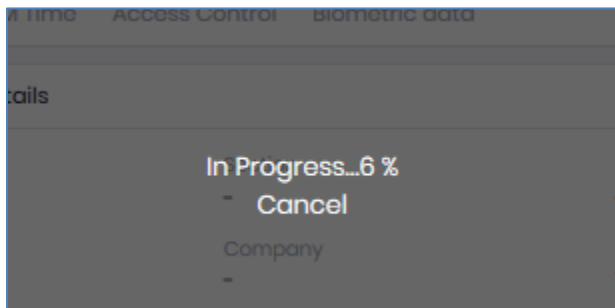 Time Access Control Biometric data
tails
In Progress...6 %
-
Cancel
Company
-